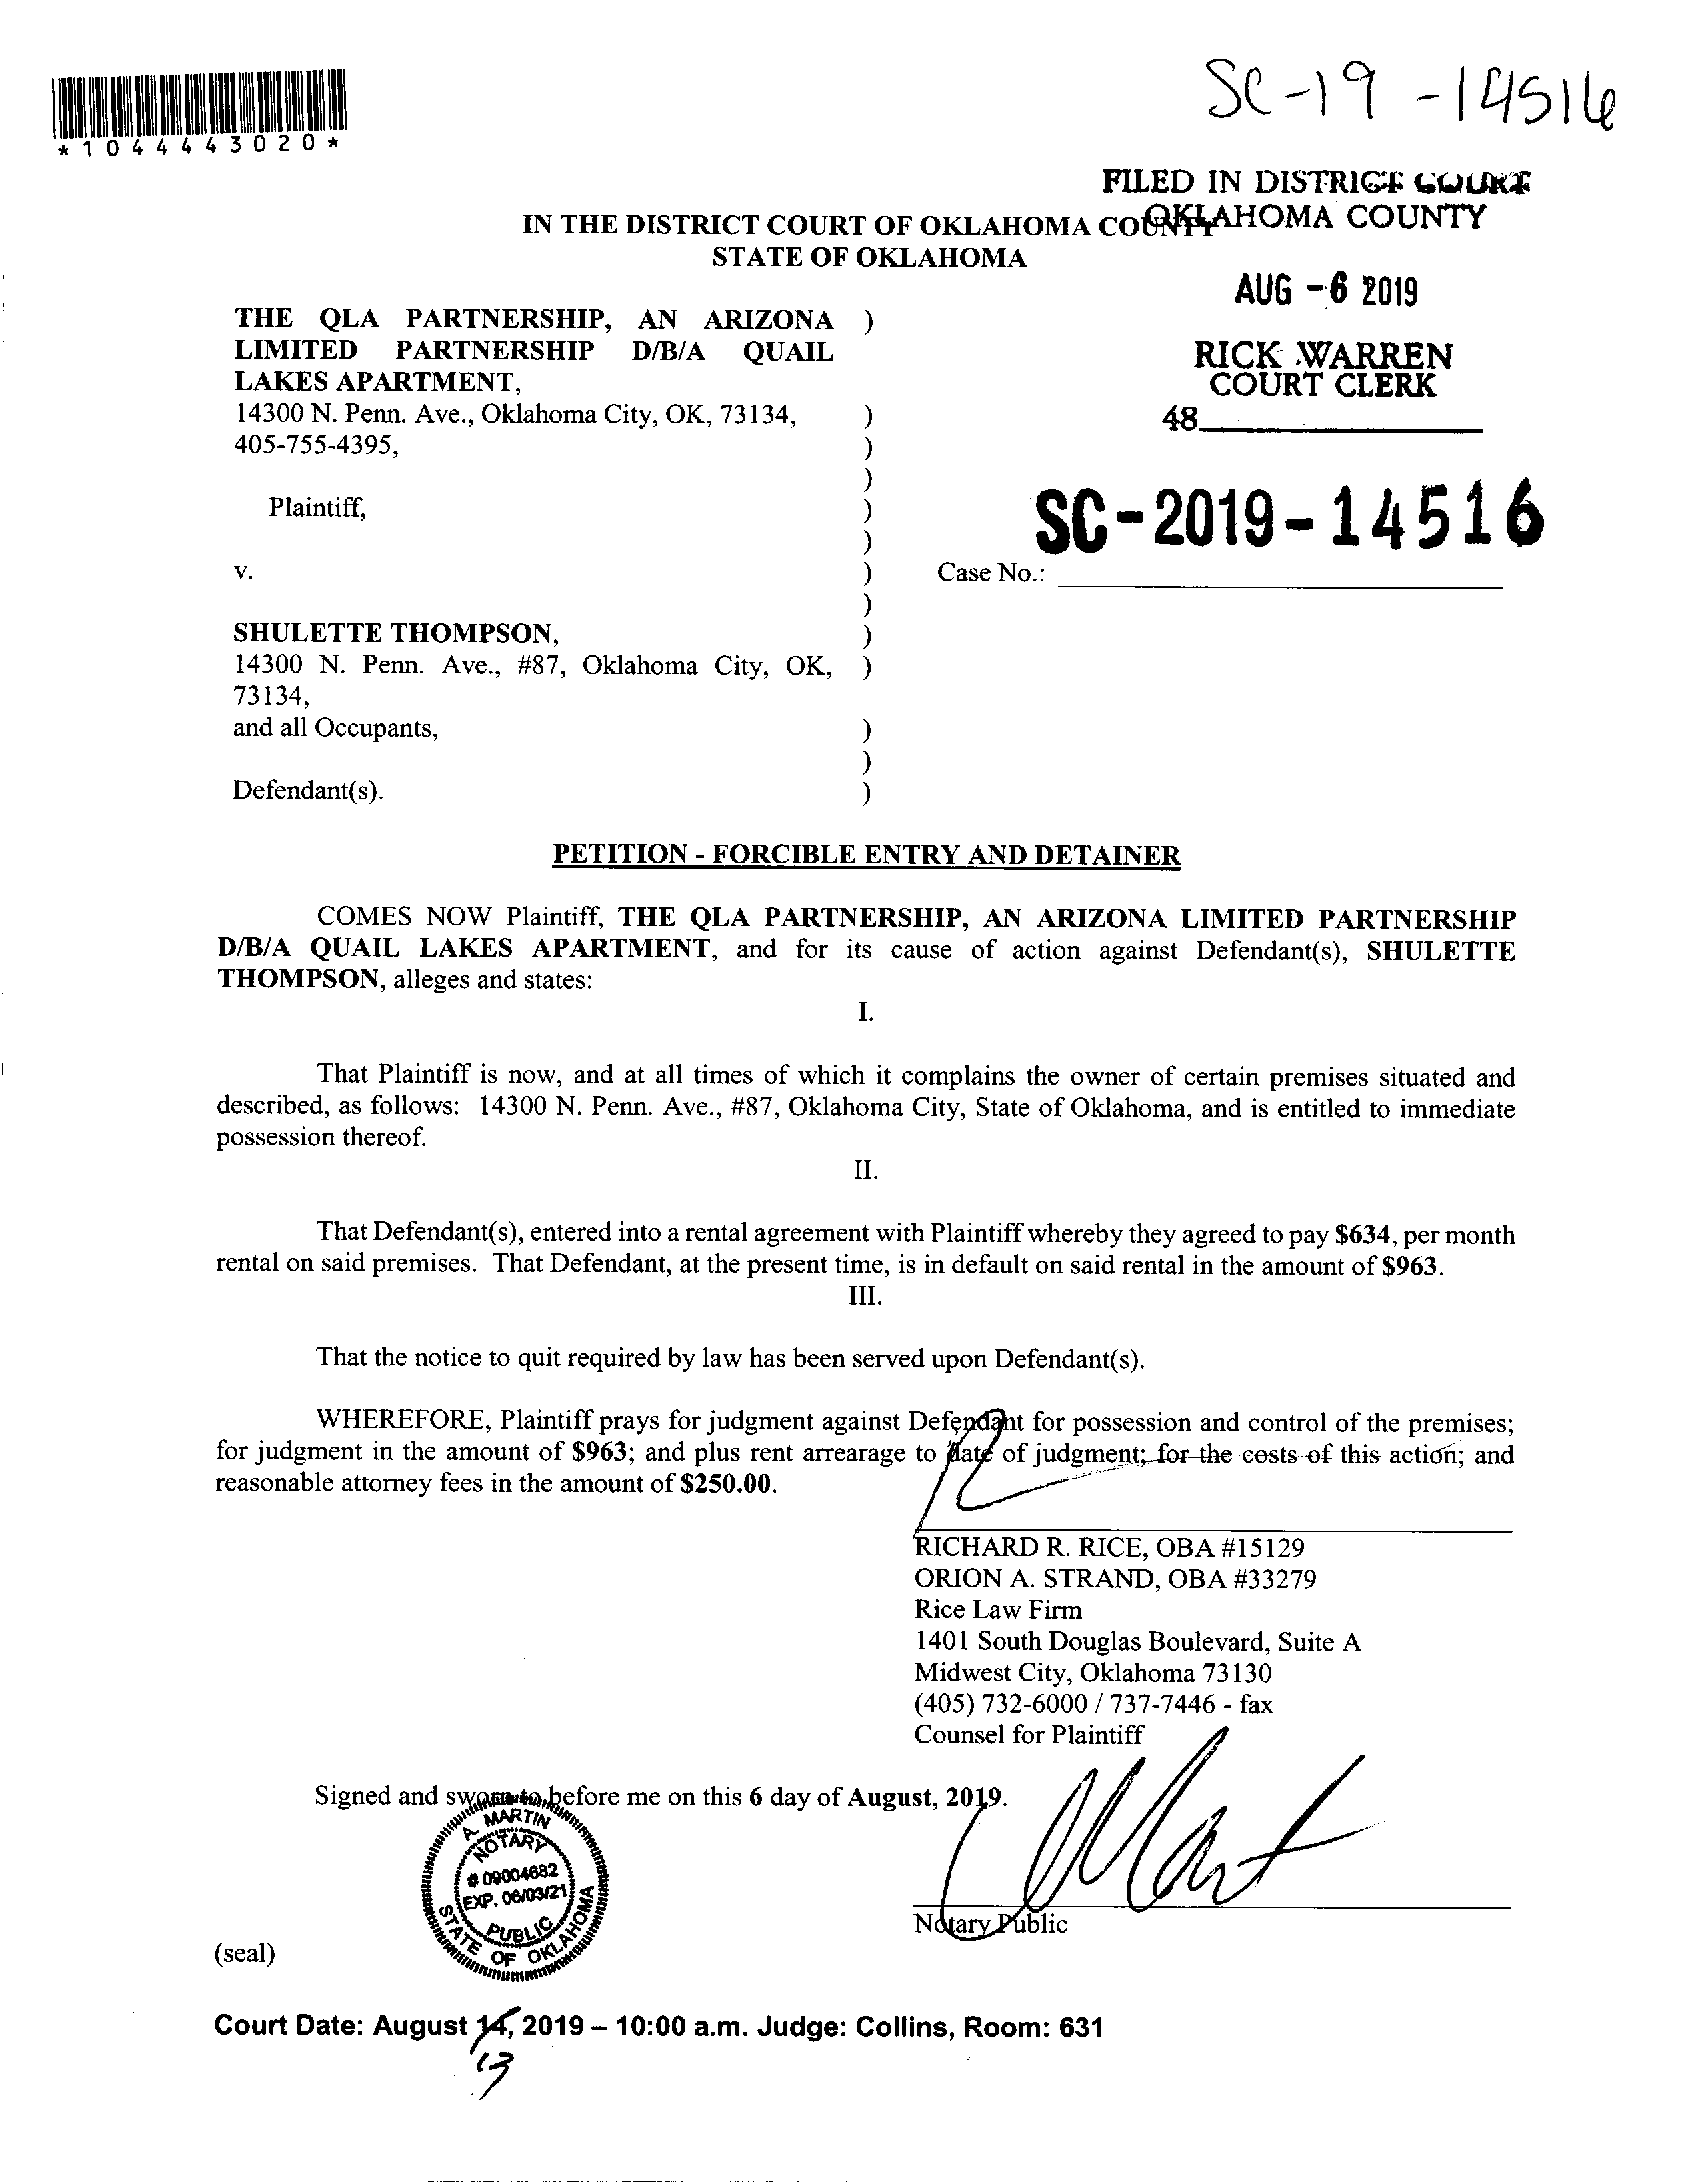 SC-19-14516
*1044443020*
FILED IN DISTRICT COURT
OKLAHOMA COUNTY
IN THE DISTRICT COURT OF OKLAHOMA COUNTY
STATE OF OKLAHOMA
AUG -6 2019
RICK WARREN
COURT CLERK
48
THE QLA PARTNERSHIP, AN ARIZONA )
LIMITED PARTNERSHIP D/B/A QUAIL
LAKES APARTMENT,
14300 N. Penn. Ave., Oklahoma City, OK, 73134, )
405-755-4395, )
)
Plaintiff, )
)
SC-2019-14516
v. ) Case No.:
)
SHULETTE THOMPSON, )
14300 N. Penn. Ave., #87, Oklahoma City, OK, )
73134,
and all Occupants, )
)
Defendant(s). )
PETITION - FORCIBLE ENTRY AND DETAINER
COMES NOW Plaintiff, THE QLA PARTNERSHIP, AN ARIZONA LIMITED PARTNERSHIP
D/B/A QUAIL LAKES APARTMENT, and for its cause of action against Defendant(s), SHULETTE
THOMPSON, alleges and states:
I.
That Plaintiff is now, and at all times of which it complains the owner of certain premises situated and
described, as follows: 14300 N. Penn. Ave., #87, Oklahoma City, State of Oklahoma, and is entitled to immediate
possession thereof.
II.
That Defendant(s), entered into a rental agreement with Plaintiff whereby they agreed to pay $634, per month
rental on said premises. That Defendant, at the present time, is in default on said rental in the amount of $963.
III.
That the notice to quit required by law has been served upon Defendant(s).
WHEREFORE, Plaintiff prays for judgment against Defendant for possession and control of the premises;
for judgment in the amount of $963; and plus rent arrearage to date of judgment; for the costs of this action; and
reasonable attorney fees in the amount of $250.00.
RICHARD R. RICE, OBA #15129
ORION A. STRAND, OBA #33279
Rice Law Firm
1401 South Douglas Boulevard, Suite A
Midwest City, Oklahoma 73130
(405) 732-6000 / 737-7446 - fax
Counsel for Plaintiff
Signed and sworn to before me on this 6 day of August, 2019.
A. MARTIN
NOTARY
# 09004682
EXP. 06/03/21
PUBLIC
STATE OF OKLAHOMA
Notary Public
(seal)
Court Date: August 14, 2019 – 10:00 a.m. Judge: Collins, Room: 631
13